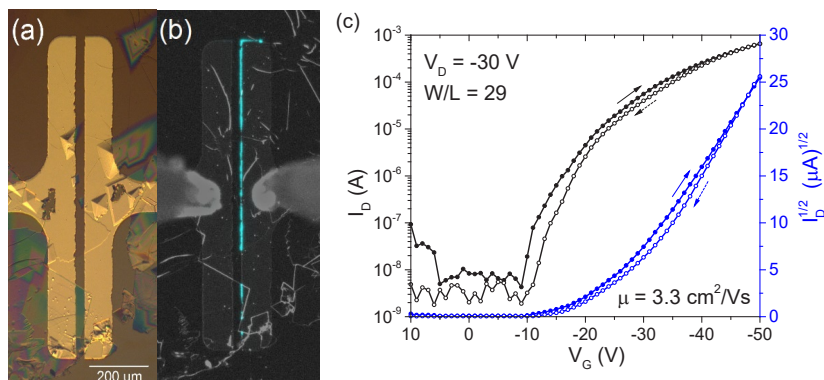 (a)
200 µm
(b)
(c)
V_D = -30 V
W/L = 29
µ = 3.3 cm²/Vs
I_D (A)
10⁻³
10⁻⁴
10⁻⁵
10⁻⁶
10⁻⁷
10⁻⁸
10⁻⁹
10 0 -10 -20 -30 -40 -50
V_G (V)
30
25
20
15
10
5
0
I_D^1/2 (µA)^1/2